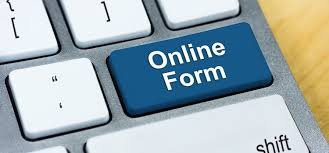 }
]
{
[
Online
Form
“
‘
shift